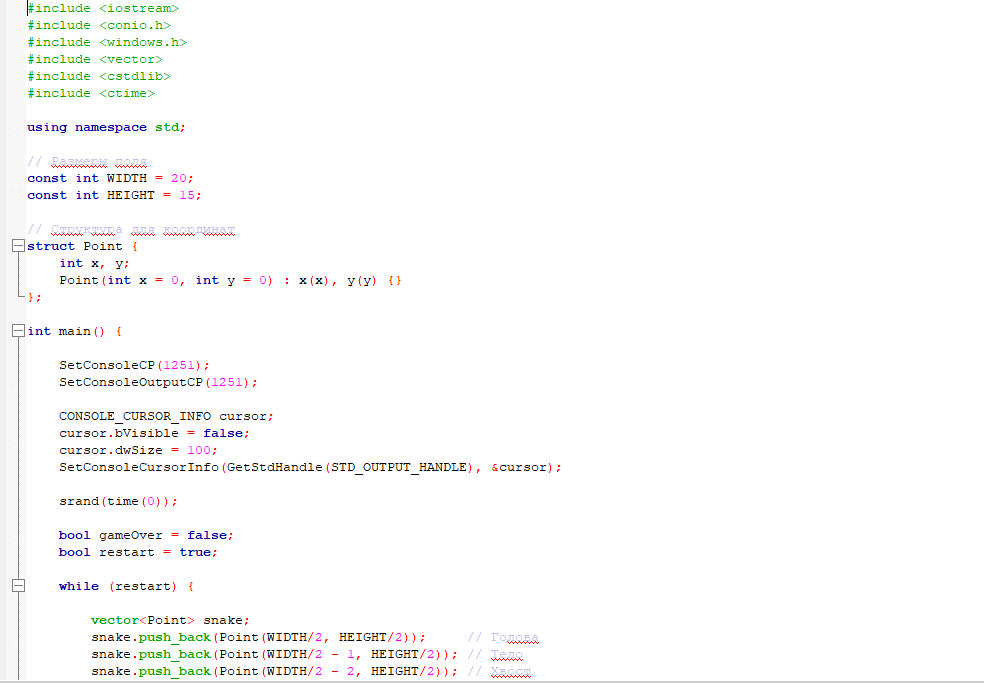 #include <iostream>
#include <conio.h>
#include <windows.h>
#include <vector>
#include <cstdlib>
#include <ctime>
using namespace std;
// Размеры поля
const int WIDTH = 20;
const int HEIGHT = 15;
// Структура для координат
struct Point {
    int x, y;
    Point(int x = 0, int y = 0) : x(x), y(y) {}
};
int main() {
    SetConsoleCP(1251);
    SetConsoleOutputCP(1251);
    CONSOLE_CURSOR_INFO cursor;
    cursor.bVisible = false;
    cursor.dwSize = 100;
    SetConsoleCursorInfo(GetStdHandle(STD_OUTPUT_HANDLE), &cursor);
    srand(time(0));
    bool gameOver = false;
    bool restart = true;
    while (restart) {
        vector<Point> snake;
        snake.push_back(Point(WIDTH/2, HEIGHT/2));     // Голова
        snake.push_back(Point(WIDTH/2 - 1, HEIGHT/2)); // Тело
        snake.push_back(Point(WIDTH/2 - 2, HEIGHT/2)); // Хвост